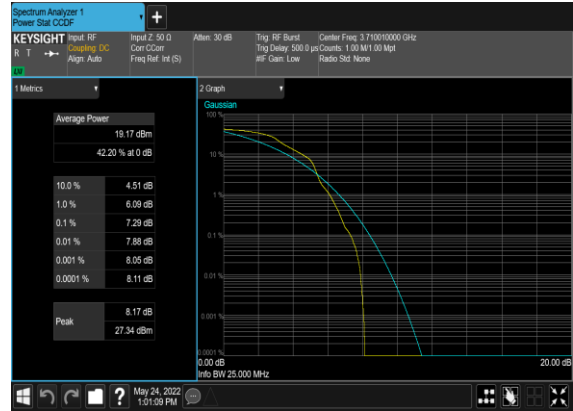 Spectrum Analyzer 1
Power Stat CCDF
KEYSIGHT
R T
LXI
Input: RF
Coupling: DC
Align: Auto
Input Z: 50 Ω
Corr CCorr
Freq Ref: Int (S)
Atten: 30 dB
Trig: RF Burst
Trig Delay: 500.0 µs
#IF Gain: Low
Center Freq: 3.710010000 GHz
Counts: 1.00 M/1.00 Mpt
Radio Std: None
1 Metrics
Average Power
19.17 dBm
42.20 % at 0 dB
10.0 % 4.51 dB
1.0 % 6.09 dB
0.1 % 7.29 dB
0.01 % 7.88 dB
0.001 % 8.05 dB
0.0001 % 8.11 dB
Peak
8.17 dB
27.34 dBm
2 Graph
Gaussian
100 %
10 %
1 %
0.1 %
0.01 %
0.001 %
0.0001 %
0.00 dB
20.00 dB
Info BW 25.000 MHz
?
May 24, 2022
1:01:09 PM